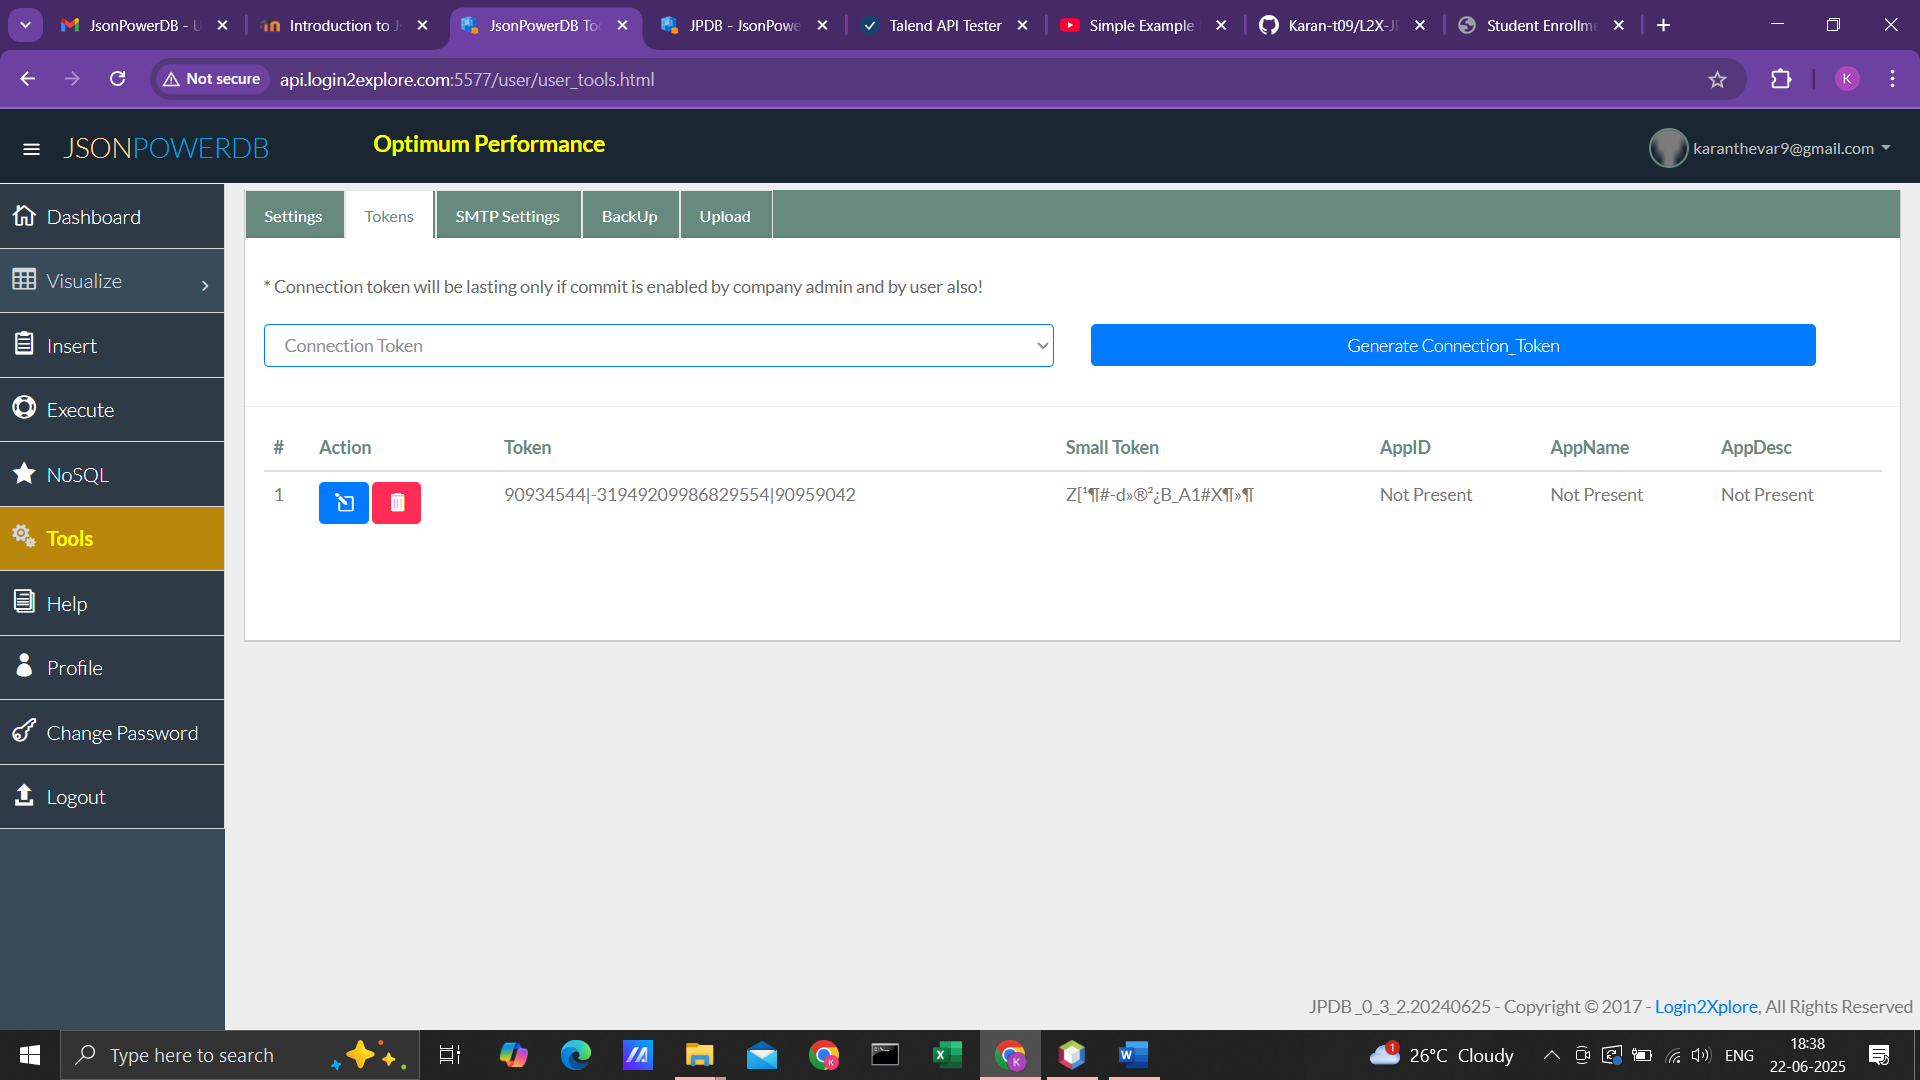 JsonPowerDB - U
Introduction to J
JsonPowerDB To
JPDB - JsonPowe
Talend API Tester
Simple Example
Karan-t09/L2X-JI
Student Enrollme
Not secure
api.login2explore.com:5577/user/user_tools.html
K
JSONPOWERDB
Optimum Performance
karanthevar9@gmail.com
Dashboard
Visualize
Insert
Execute
NoSQL
Tools
Help
Profile
Change Password
Logout
Settings
Tokens
SMTP Settings
BackUp
Upload
* Connection token will be lasting only if commit is enabled by company admin and by user also!
Connection Token
Generate Connection_Token
# Action Token Small Token AppID AppName AppDesc
1 90934544|-31949209986829554|90959042 Z[¹¶#-d»®²¿B_A1#X¶»¶ Not Present Not Present Not Present
JPDB_0_3_2.20240625 - Copyright © 2017 - Login2Xplore, All Rights Reserved
Type here to search
1
26°C Cloudy
ENG
18:38
22-06-2025